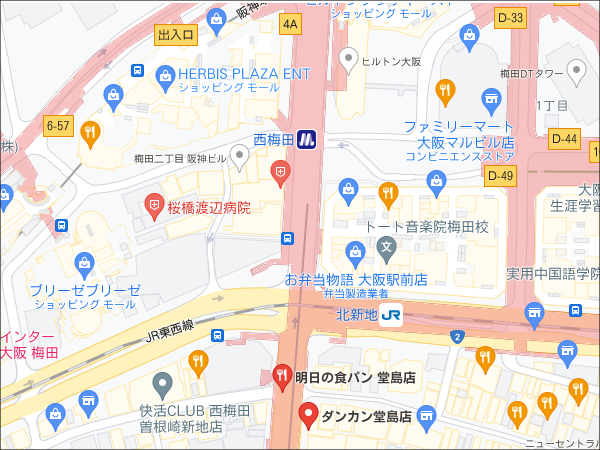 阪神
4A
ショッピング モール
D-33
出入口
HERBIS PLAZA ENT
ショッピング モール
ヒルトン大阪
梅田DTタワー
1丁目
6-57
ファミリーマート
大阪マルビル店
コンビニエンスストア
西梅田
D-44
(株)
梅田二丁目 阪神ビル
D-49
桜橋渡辺病院
大阪
生涯学習
トート音楽院梅田校
文
お弁当物語 大阪駅前店
弁当製造業者
実用中国語学院
ブリーゼブリーゼ
ショッピング モール
北新地
JR
インター
大阪 梅田
JR東西線
2
明日の食パン 堂島店
快活CLUB 西梅田
曽根崎新地店
ダンカン堂島店
ニューセントラル